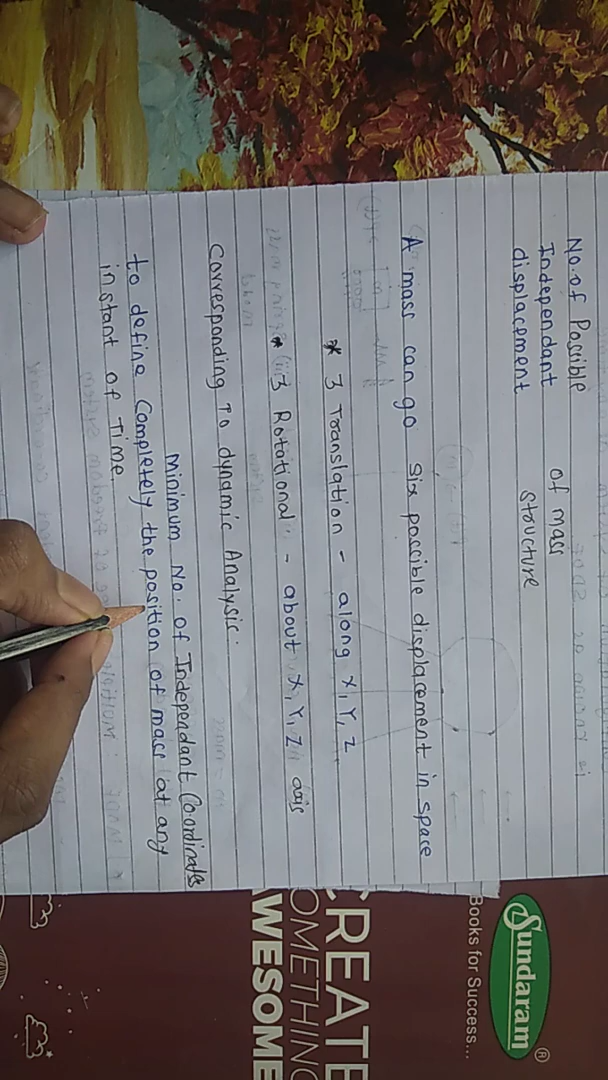 No. of Possible
Independant of mass
displacement structure
A mass can go six possible displacement in space
* 3 Translation - along X, Y, Z
* 3 Rotational - about X, Y, Z axis
Corresponding To dynamic Analysis:
Minimum No. of Independant Co-ordinates
to define Completely the position of mass at any
instant of Time
Sundaram®
Books for Success...
CREATE
OMETHING
AWESOME